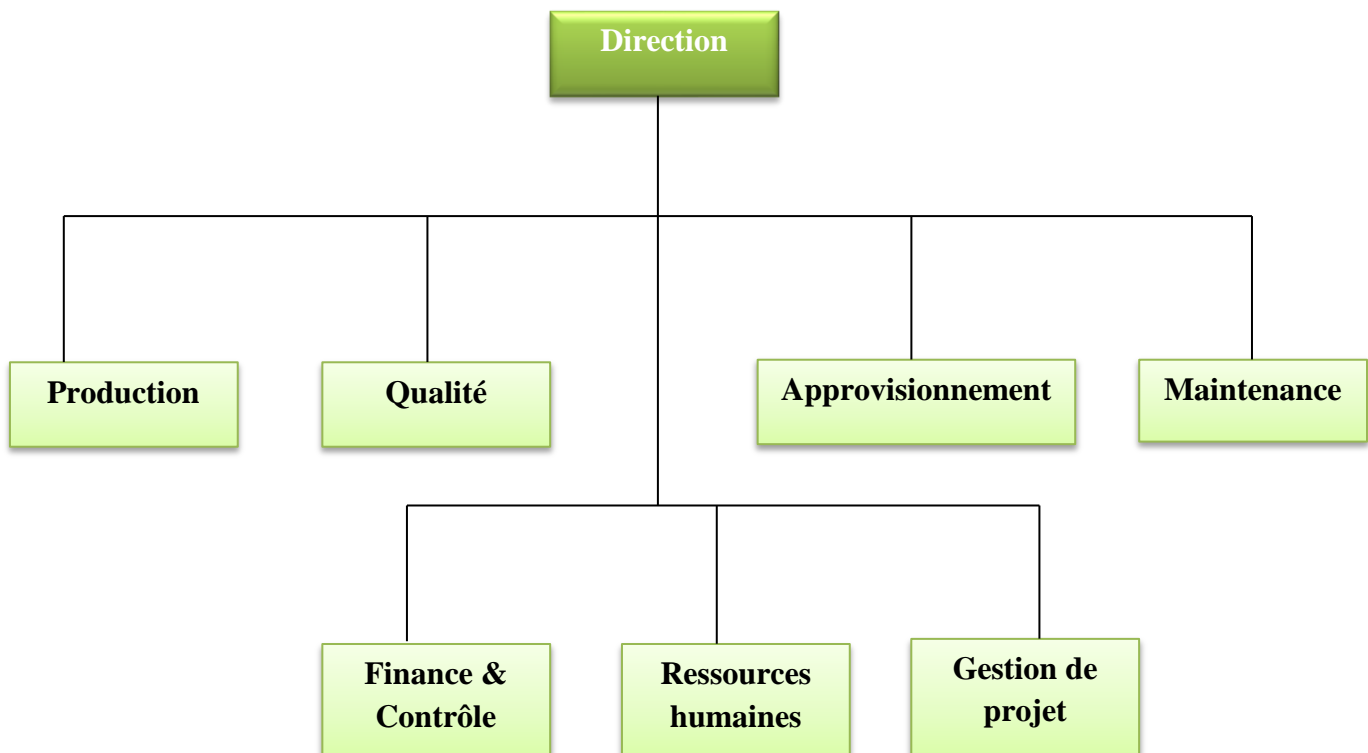 Direction
Production
Qualité
Approvisionnement
Maintenance
Finance &
Contrôle
Ressources
humaines
Gestion de
projet